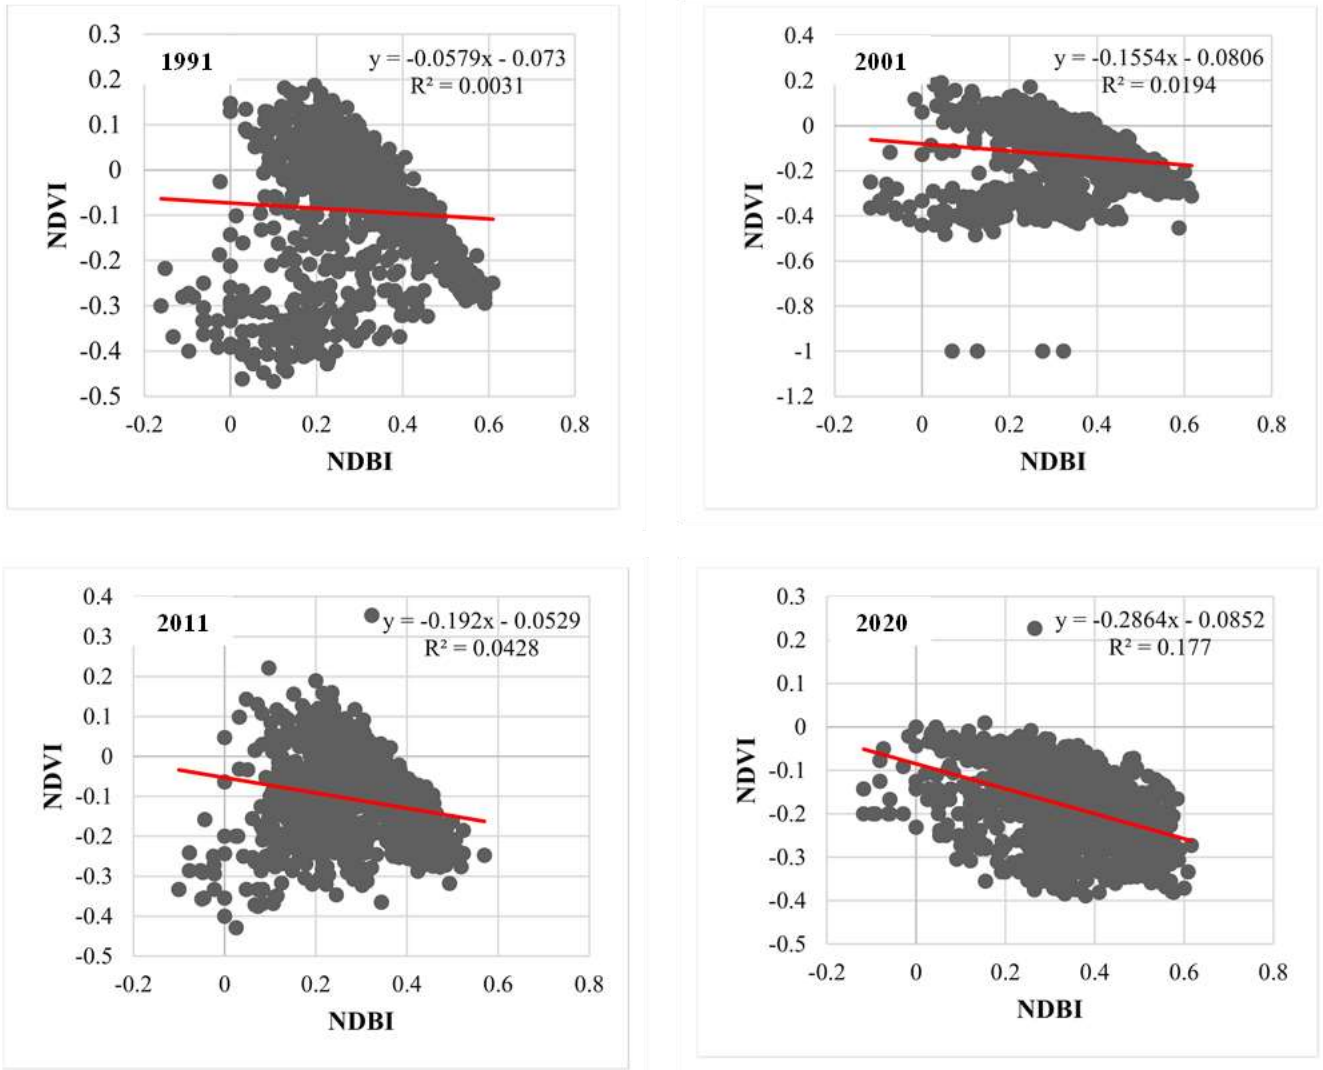 0.3
1991
y = -0.0579x - 0.073
R² = 0.0031
0.2
0.1
0
-0.1
-0.2
-0.3
-0.4
-0.5
NDVI
-0.2 0 0.2 0.4 0.6 0.8
NDBI
0.4
2001
y = -0.1554x - 0.0806
R² = 0.0194
0.2
0
-0.2
-0.4
-0.6
-0.8
-1
-1.2
NDVI
-0.2 0 0.2 0.4 0.6 0.8
NDBI
0.4
2011
y = -0.192x - 0.0529
R² = 0.0428
0.3
0.2
0.1
0
-0.1
-0.2
-0.3
-0.4
-0.5
NDVI
-0.2 0 0.2 0.4 0.6 0.8
NDBI
0.3
2020
y = -0.2864x - 0.0852
R² = 0.177
0.2
0.1
0
-0.1
-0.2
-0.3
-0.4
-0.5
NDVI
-0.2 0 0.2 0.4 0.6 0.8
NDBI